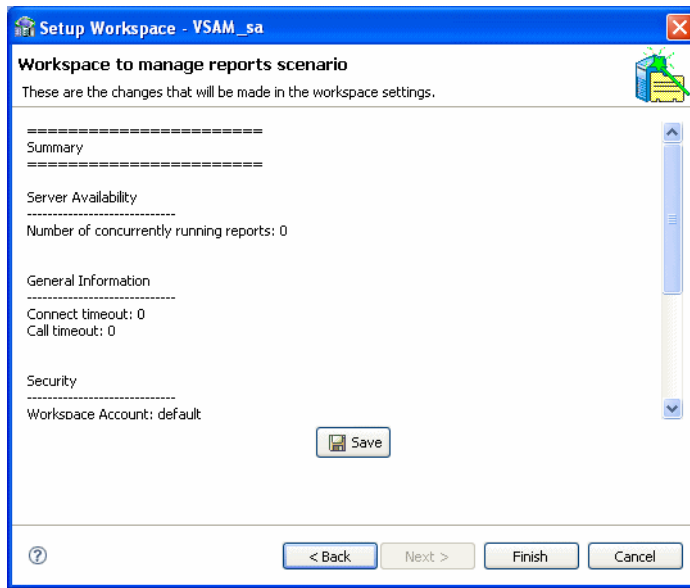 Setup Workspace - VSAM_sa
Workspace to manage reports scenario
These are the changes that will be made in the workspace settings.
=======================
Summary
=======================
Server Availability
-----------------------------
Number of concurrently running reports: 0
General Information
-----------------------------
Connect timeout: 0
Call timeout: 0
Security
-----------------------------
Workspace Account: default
Save
?
< Back
Next >
Finish
Cancel